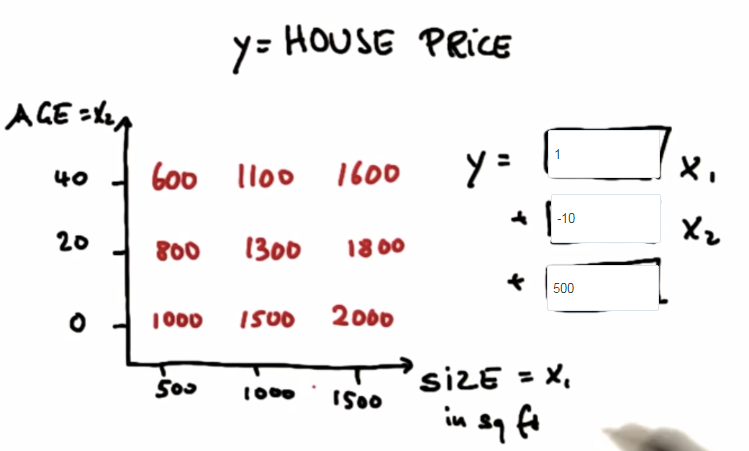 y = HOUSE PRICE
AGE = x₂
40 600 1100 1600
20 800 1300 1800
0 1000 1500 2000
500 1000 1500
SIZE = x₁
in sq ft
y = 1 x₁
+ -10 x₂
+ 500